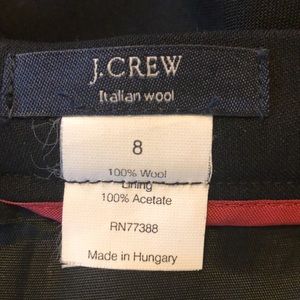 J.CREW
Italian wool
8
100% Wool
Lining
100% Acetate
RN77388
Made in Hungary